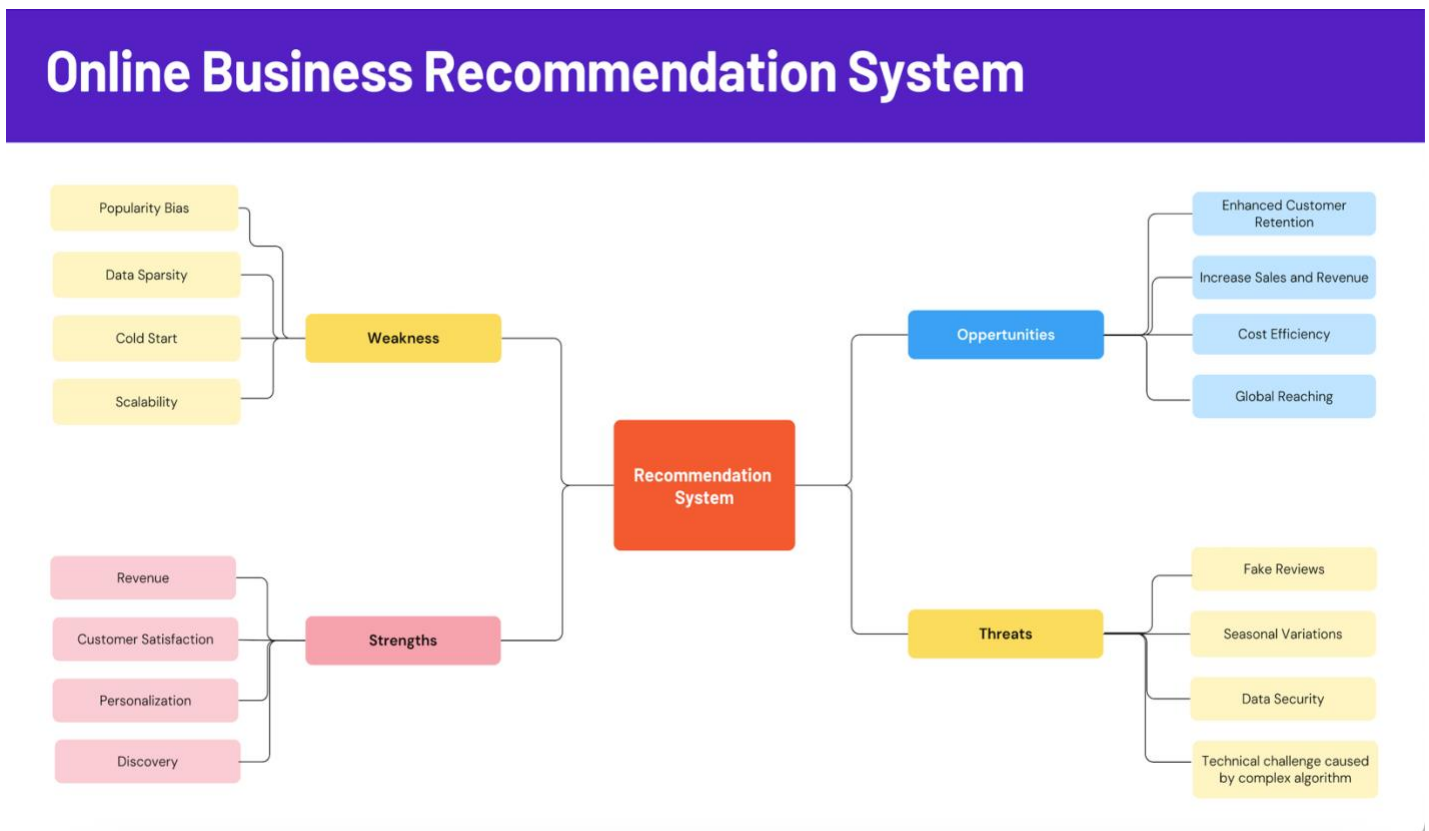 Online Business Recommendation System
Popularity Bias
Data Sparsity
Cold Start
Scalability
Weakness
Revenue
Customer Satisfaction
Personalization
Discovery
Strengths
Recommendation
System
Oppertunities
Enhanced Customer
Retention
Increase Sales and Revenue
Cost Efficiency
Global Reaching
Threats
Fake Reviews
Seasonal Variations
Data Security
Technical challenge caused
by complex algorithm